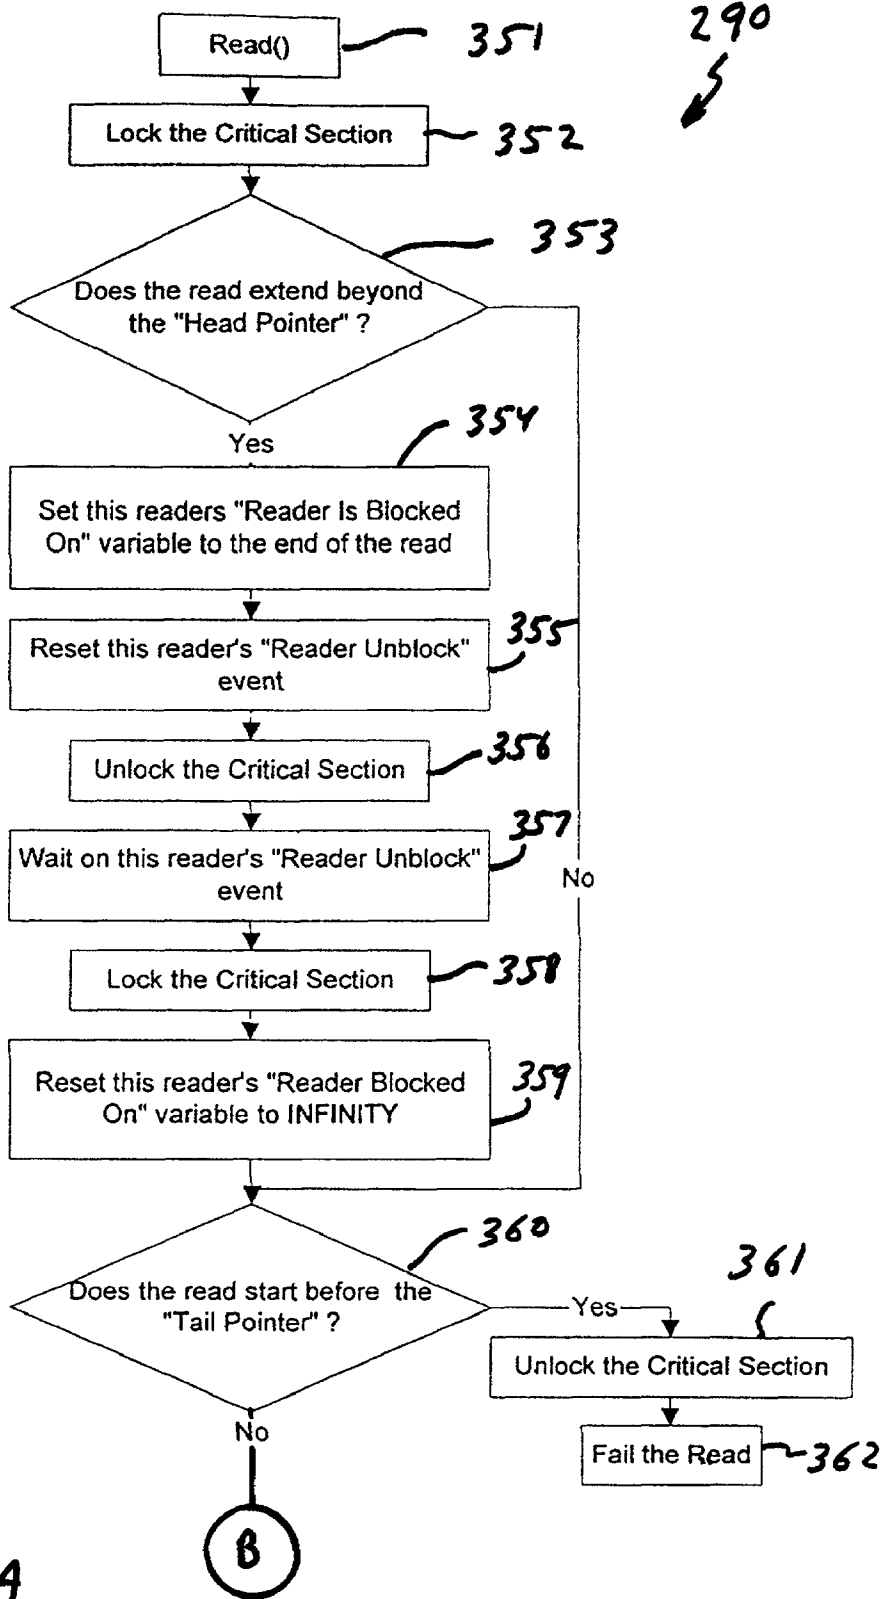 Read()
351
290
Lock the Critical Section
352
353
Does the read extend beyond
the "Head Pointer" ?
Yes
354
Set this readers "Reader Is Blocked
On" variable to the end of the read
355
Reset this reader's "Reader Unblock"
event
356
Unlock the Critical Section
357
Wait on this reader's "Reader Unblock"
event
No
358
Lock the Critical Section
359
Reset this reader's "Reader Blocked
On" variable to INFINITY
360
Does the read start before the
"Tail Pointer" ?
361
Yes
Unlock the Critical Section
No
Fail the Read
362
B
A